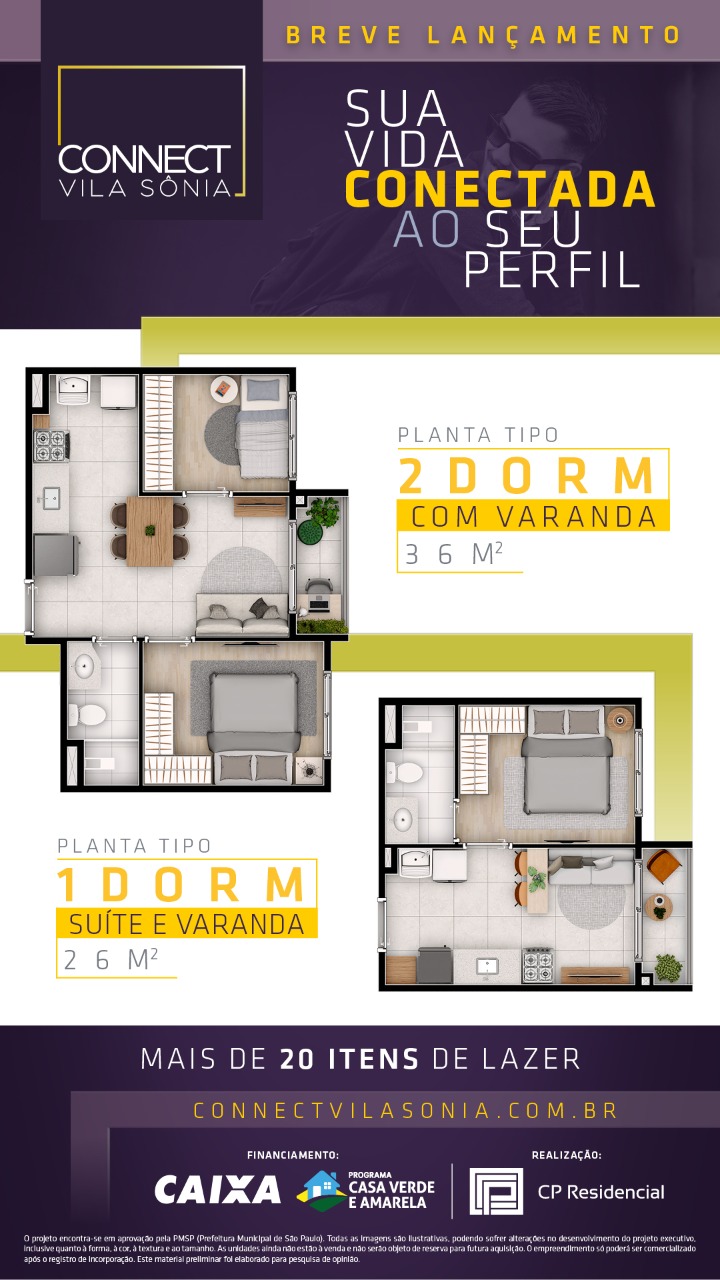 BREVE LANÇAMENTO
CONNECT
VILA SÔNIA
SUA
VIDA
CONECTADA
AO SEU
PERFIL
PLANTA TIPO
2 DORM
COM VARANDA
36 M²
PLANTA TIPO
1 DORM
SUÍTE E VARANDA
26 M²
MAIS DE 20 ITENS DE LAZER
CONNECTVILASONIA.COM.BR
FINANCIAMENTO:
CAIXA
PROGRAMA
CASA VERDE
E AMARELA
REALIZAÇÃO:
CP Residencial
O projeto encontra-se em aprovação pela PMSP (Prefeitura Municipal de São Paulo). Todas as imagens são ilustrativas, podendo sofrer alterações no desenvolvimento do projeto executivo,
inclusive quanto à forma, à cor, à textura e ao tamanho. As unidades ainda não estão à venda e não serão objeto de reserva para futura aquisição. O empreendimento só poderá ser comercializado
após o registro de incorporação. Este material preliminar foi elaborado para pesquisa de opinião.